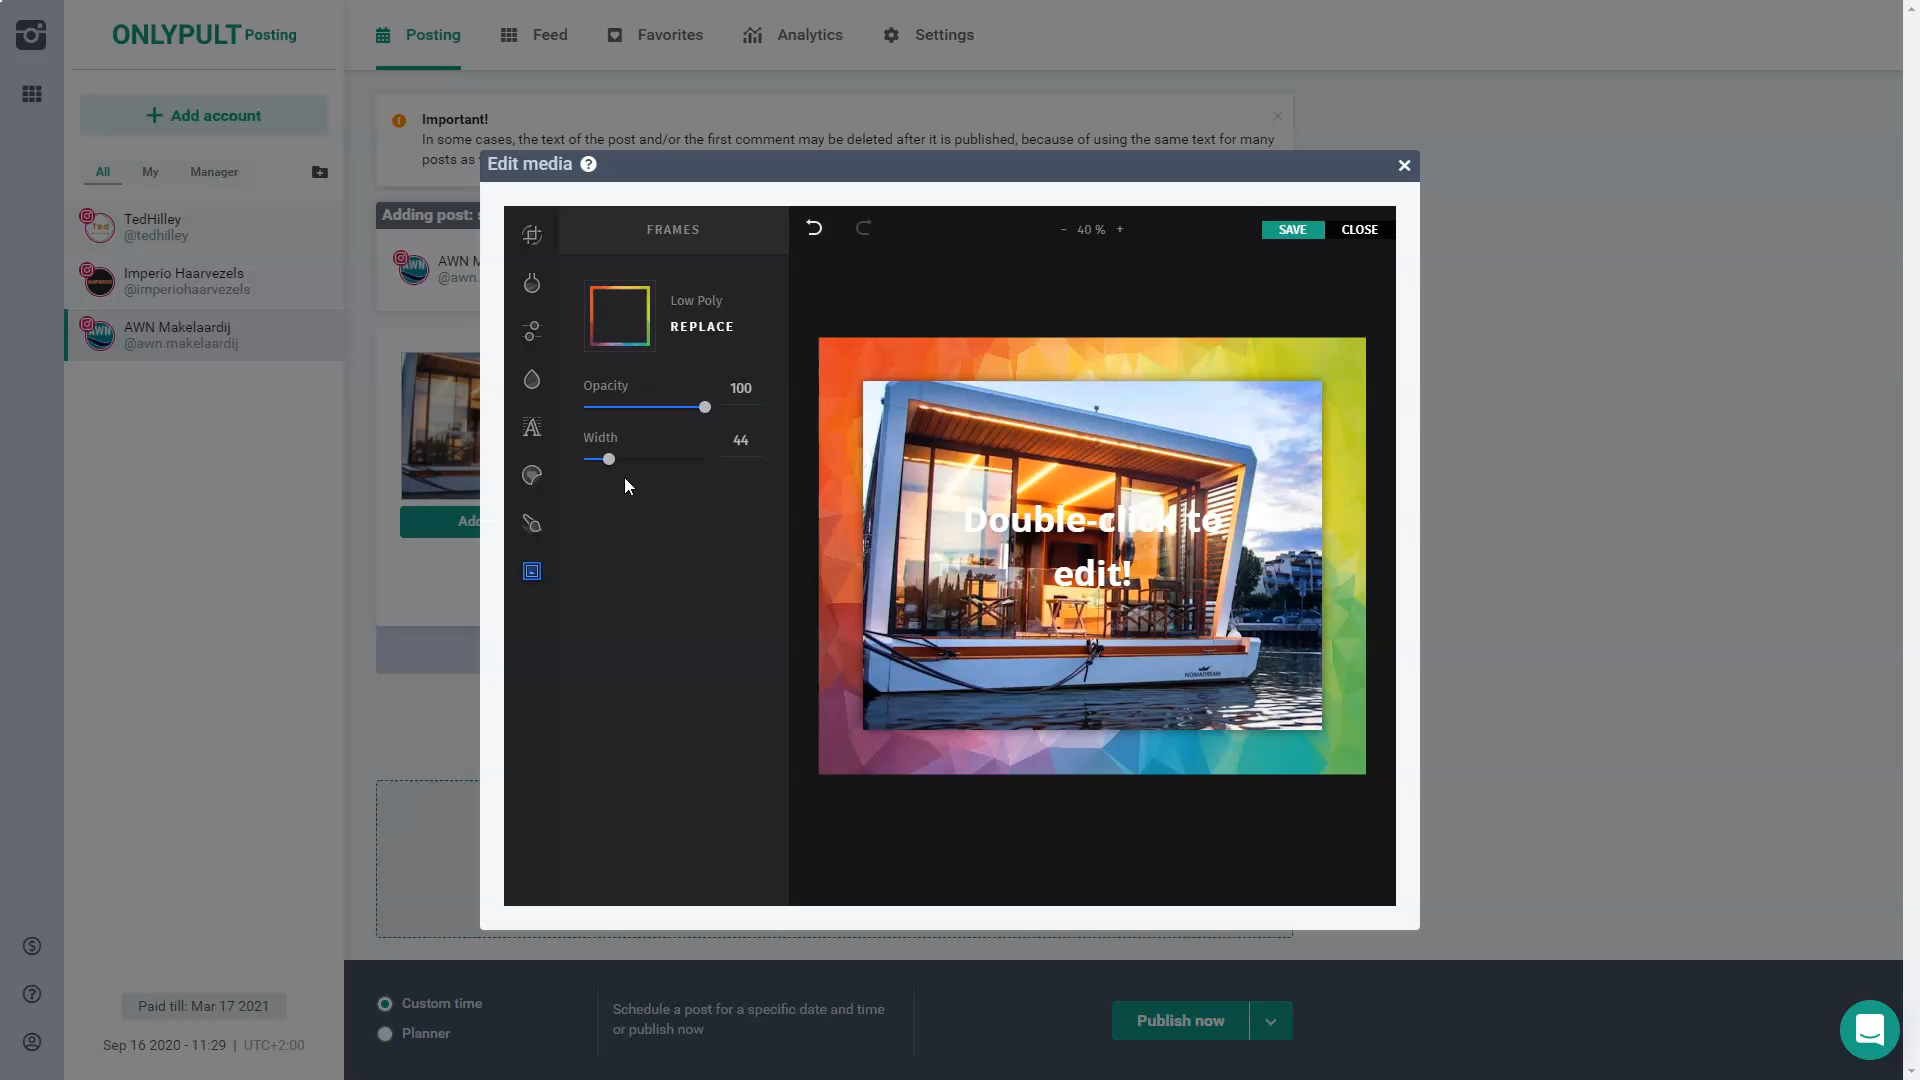 ONLYPULT Posting
Posting
Feed
Favorites
Analytics
Settings
Add account
All
My
Manager
TedHilley
@tedhilley
Imperio Haarvezels
@imperiohaarvezels
AWN Makelaardij
@awn.makelaardij
Important!
In some cases, the text of the post and/or the first comment may be deleted after it is published, because of using the same text for many
posts as
Adding post:
AWN M
@awn.
Edit media
FRAMES
Low Poly
REPLACE
Opacity
100
Width
44
- 40 % +
SAVE
CLOSE
Double-click to
edit!
NOMADREAM
Paid till: Mar 17 2021
Sep 16 2020 - 11:29 | UTC+2:00
Custom time
Planner
Schedule a post for a specific date and time
or publish now
Publish now